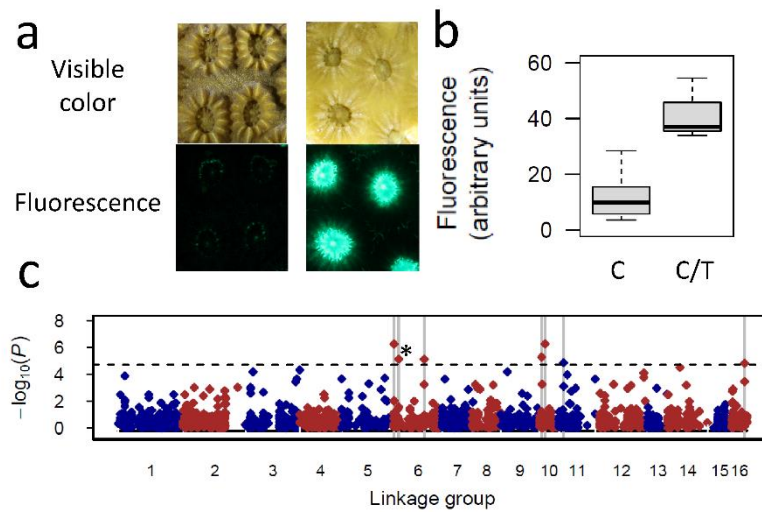 a
Visible
color
Fluorescence
b
Fluorescence
(arbitrary units)
60
40
20
0
C
C/T
c
8
6
4
2
0
−log10(P)
*
1 2 3 4 5 6 7 8 9 10 11 12 13 14 15 16
Linkage group